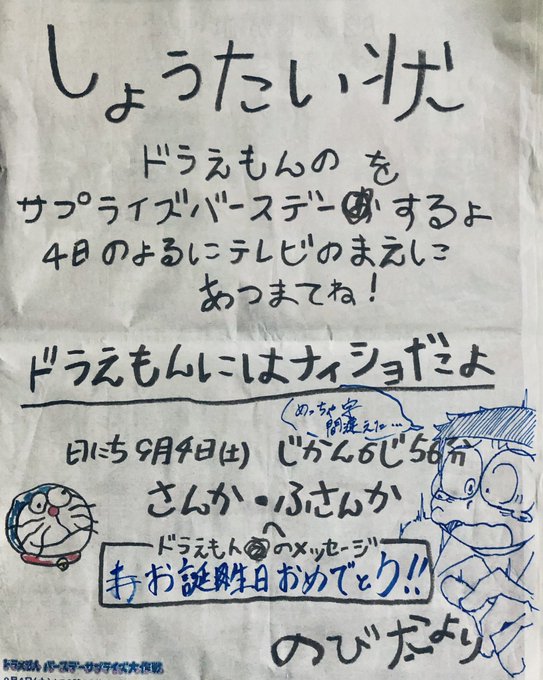 しょうたい状
ドラえもんの を
サプライズバースデー するよ
4日のよるにテレビのまえに
あつまてね！
ドラえもんにはナイショだよ
めっちゃ字
間違えた…
日にち 9月4日(土) じかん6じ56分
さんか・ふさんか
ドラえもんへのメッセージ
お誕生日おめでとク!!
のびだより
ドラえもん バースデーサプライズ大作戦